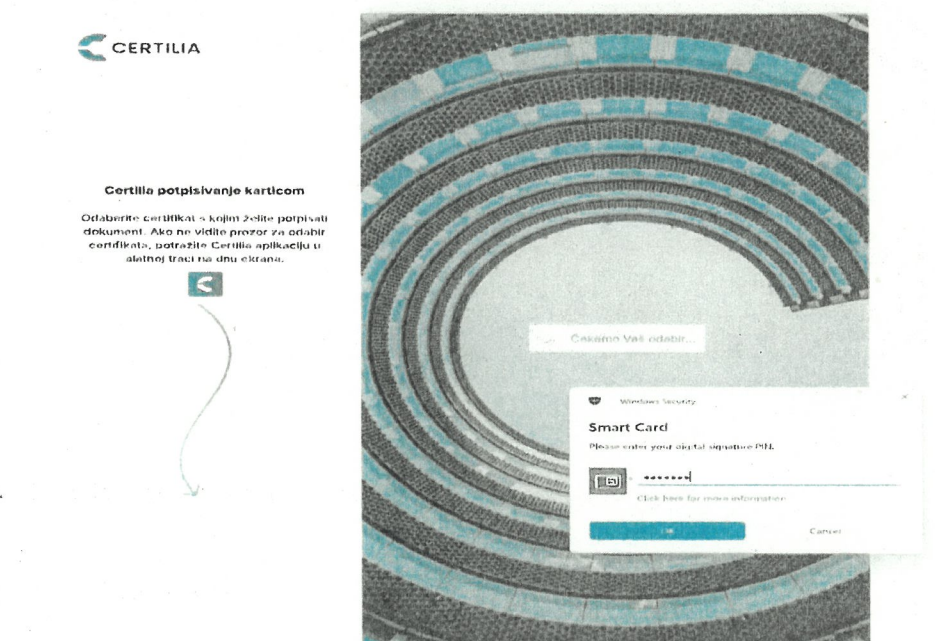 CERTILIA
Certilia potpisivanje karticom
Odaberite certifikat s kojim želite potpisati
dokument. Ako ne vidite prozor za odabir
certifikata, potražite Certilia aplikaciju u
alatnoj traci na dnu ekrana.
Čekamo Vaš odabir...
Windows Security
Smart Card
Please enter your digital signature PIN.
Click here for more information
OK
Cancel